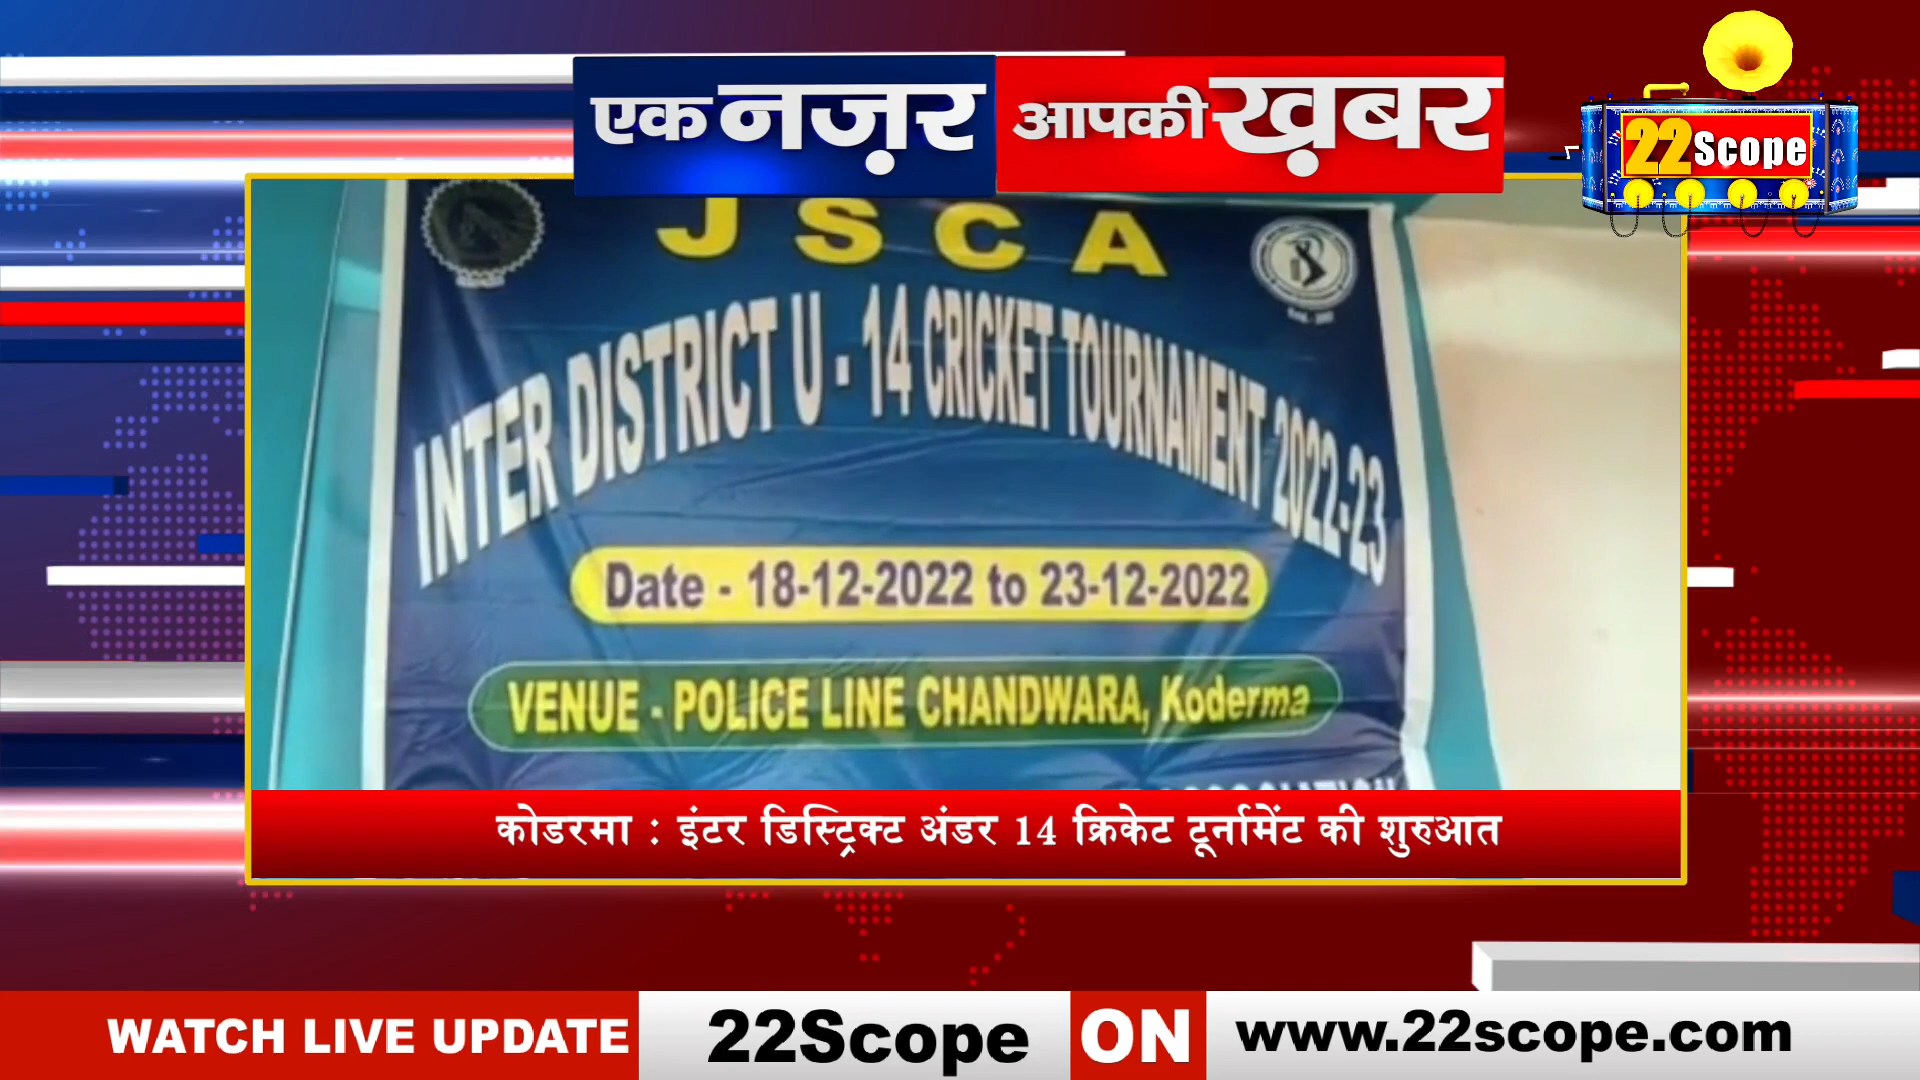 एक नज़र आपकी ख़बर
22Scope
JSCA
INTER DISTRICT U - 14 CRICKET TOURNAMENT 2022-23
Date - 18-12-2022 to 23-12-2022
VENUE - POLICE LINE CHANDWARA, Koderma
कोडरमा : इंटर डिस्ट्रिक्ट अंडर 14 क्रिकेट टूर्नामेंट की शुरुआत
WATCH LIVE UPDATE 22Scope ON www.22scope.com